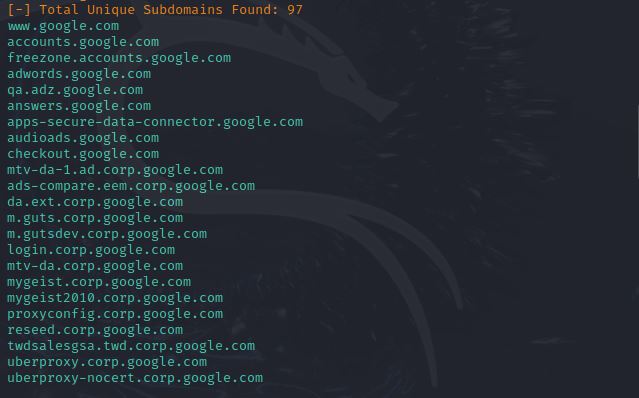 [-] Total Unique Subdomains Found: 97
www.google.com
accounts.google.com
freezone.accounts.google.com
adwords.google.com
qa.adz.google.com
answers.google.com
apps-secure-data-connector.google.com
audioads.google.com
checkout.google.com
mtv-da-1.ad.corp.google.com
ads-compare.eem.corp.google.com
da.ext.corp.google.com
m.guts.corp.google.com
m.gutsdev.corp.google.com
login.corp.google.com
mtv-da.corp.google.com
mygeist.corp.google.com
mygeist2010.corp.google.com
proxyconfig.corp.google.com
reseed.corp.google.com
twdsalesgsa.twd.corp.google.com
uberproxy.corp.google.com
uberproxy-nocert.corp.google.com